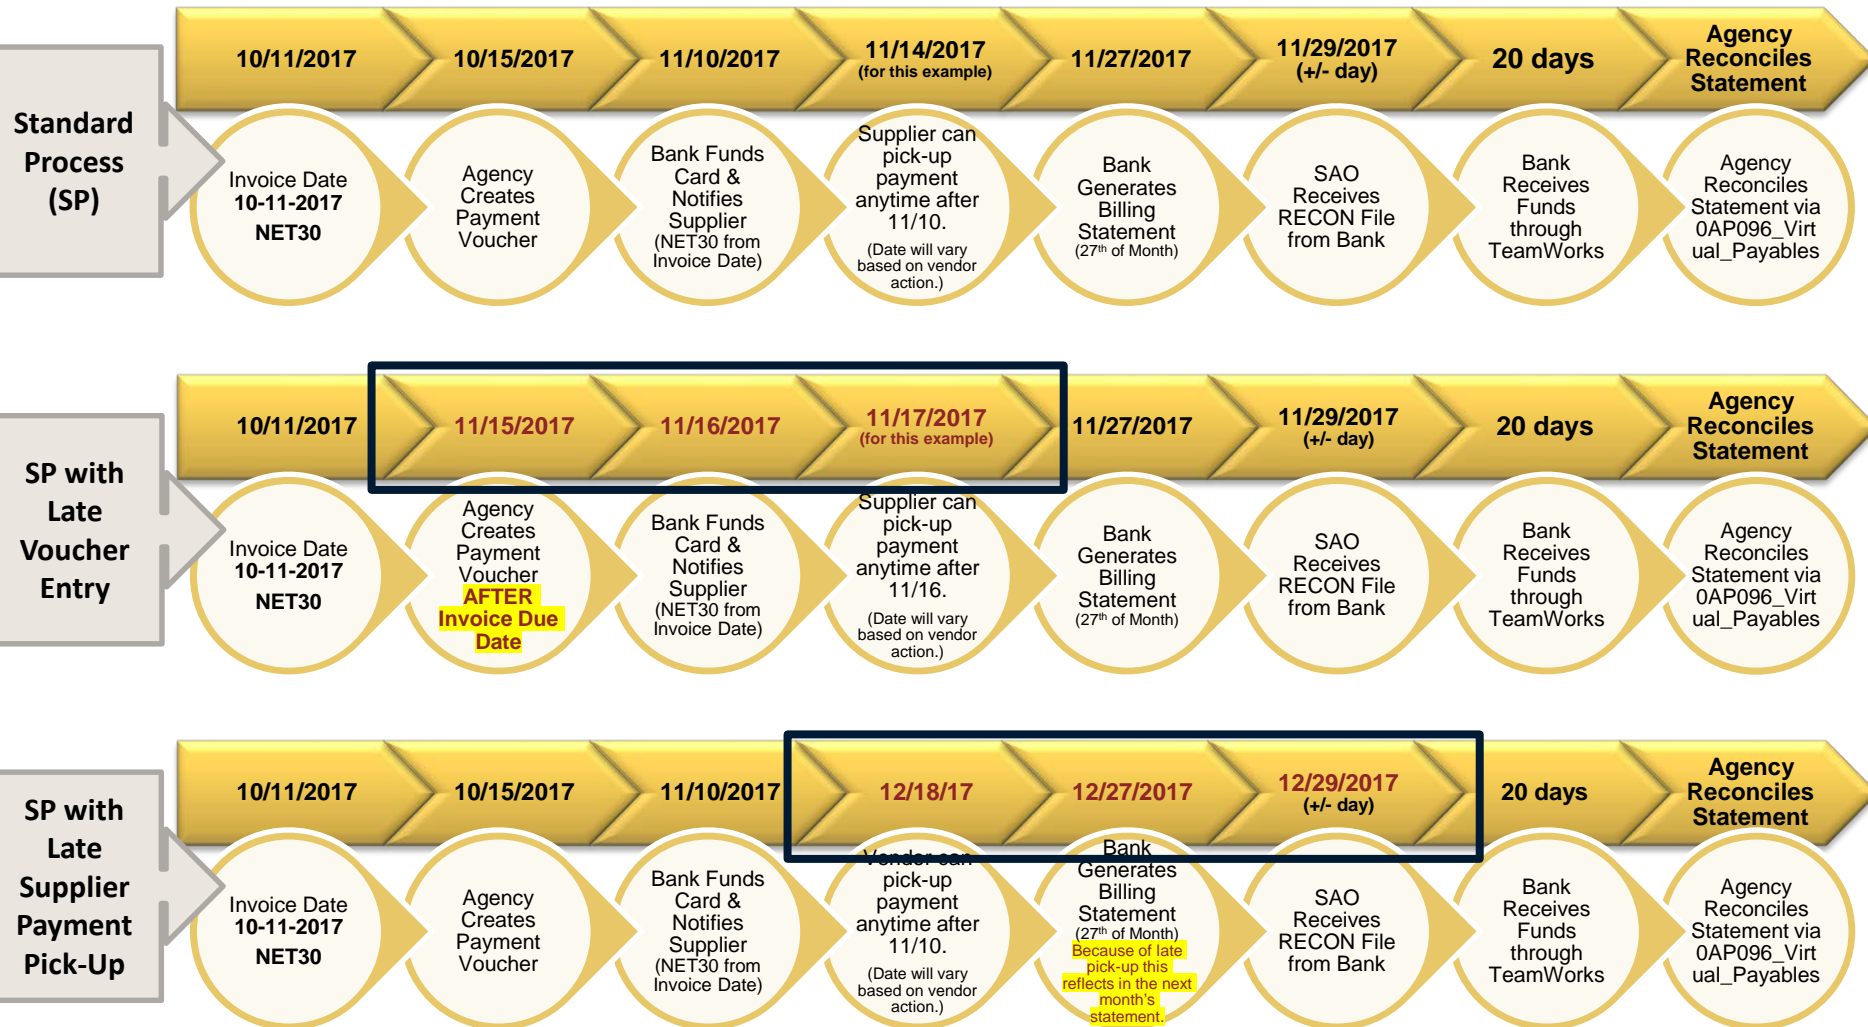 Standard
Process
(SP)
10/11/2017
10/15/2017
11/10/2017
11/14/2017
(for this example)
11/27/2017
11/29/2017
(+/- day)
20 days
Agency
Reconciles
Statement
Invoice Date
10-11-2017
NET30
Agency
Creates
Payment
Voucher
Bank Funds
Card &
Notifies
Supplier
(NET30 from
Invoice Date)
Supplier can
pick-up
payment
anytime after
11/10.
(Date will vary
based on vendor
action.)
Bank
Generates
Billing
Statement
(27th of Month)
SAO
Receives
RECON File
from Bank
Bank
Receives
Funds
through
TeamWorks
Agency
Reconciles
Statement via
0AP096_Virt
ual_Payables
SP with
Late
Voucher
Entry
10/11/2017
11/15/2017
11/16/2017
11/17/2017
(for this example)
11/27/2017
11/29/2017
(+/- day)
20 days
Agency
Reconciles
Statement
Invoice Date
10-11-2017
NET30
Agency
Creates
Payment
Voucher
AFTER
Invoice Due
Date
Bank Funds
Card &
Notifies
Supplier
(NET30 from
Invoice Date)
Supplier can
pick-up
payment
anytime after
11/16.
(Date will vary
based on vendor
action.)
Bank
Generates
Billing
Statement
(27th of Month)
SAO
Receives
RECON File
from Bank
Bank
Receives
Funds
through
TeamWorks
Agency
Reconciles
Statement via
0AP096_Virt
ual_Payables
SP with
Late
Supplier
Payment
Pick-Up
10/11/2017
10/15/2017
11/10/2017
12/18/17
12/27/2017
12/29/2017
(+/- day)
20 days
Agency
Reconciles
Statement
Invoice Date
10-11-2017
NET30
Agency
Creates
Payment
Voucher
Bank Funds
Card &
Notifies
Supplier
(NET30 from
Invoice Date)
Vender can
pick-up
payment
anytime after
11/10.
(Date will vary
based on vendor
action.)
Bank
Generates
Billing
Statement
(27th of Month)
Because of late
pick-up this
reflects in the next
month's
statement.
SAO
Receives
RECON File
from Bank
Bank
Receives
Funds
through
TeamWorks
Agency
Reconciles
Statement via
0AP096_Virt
ual_Payables